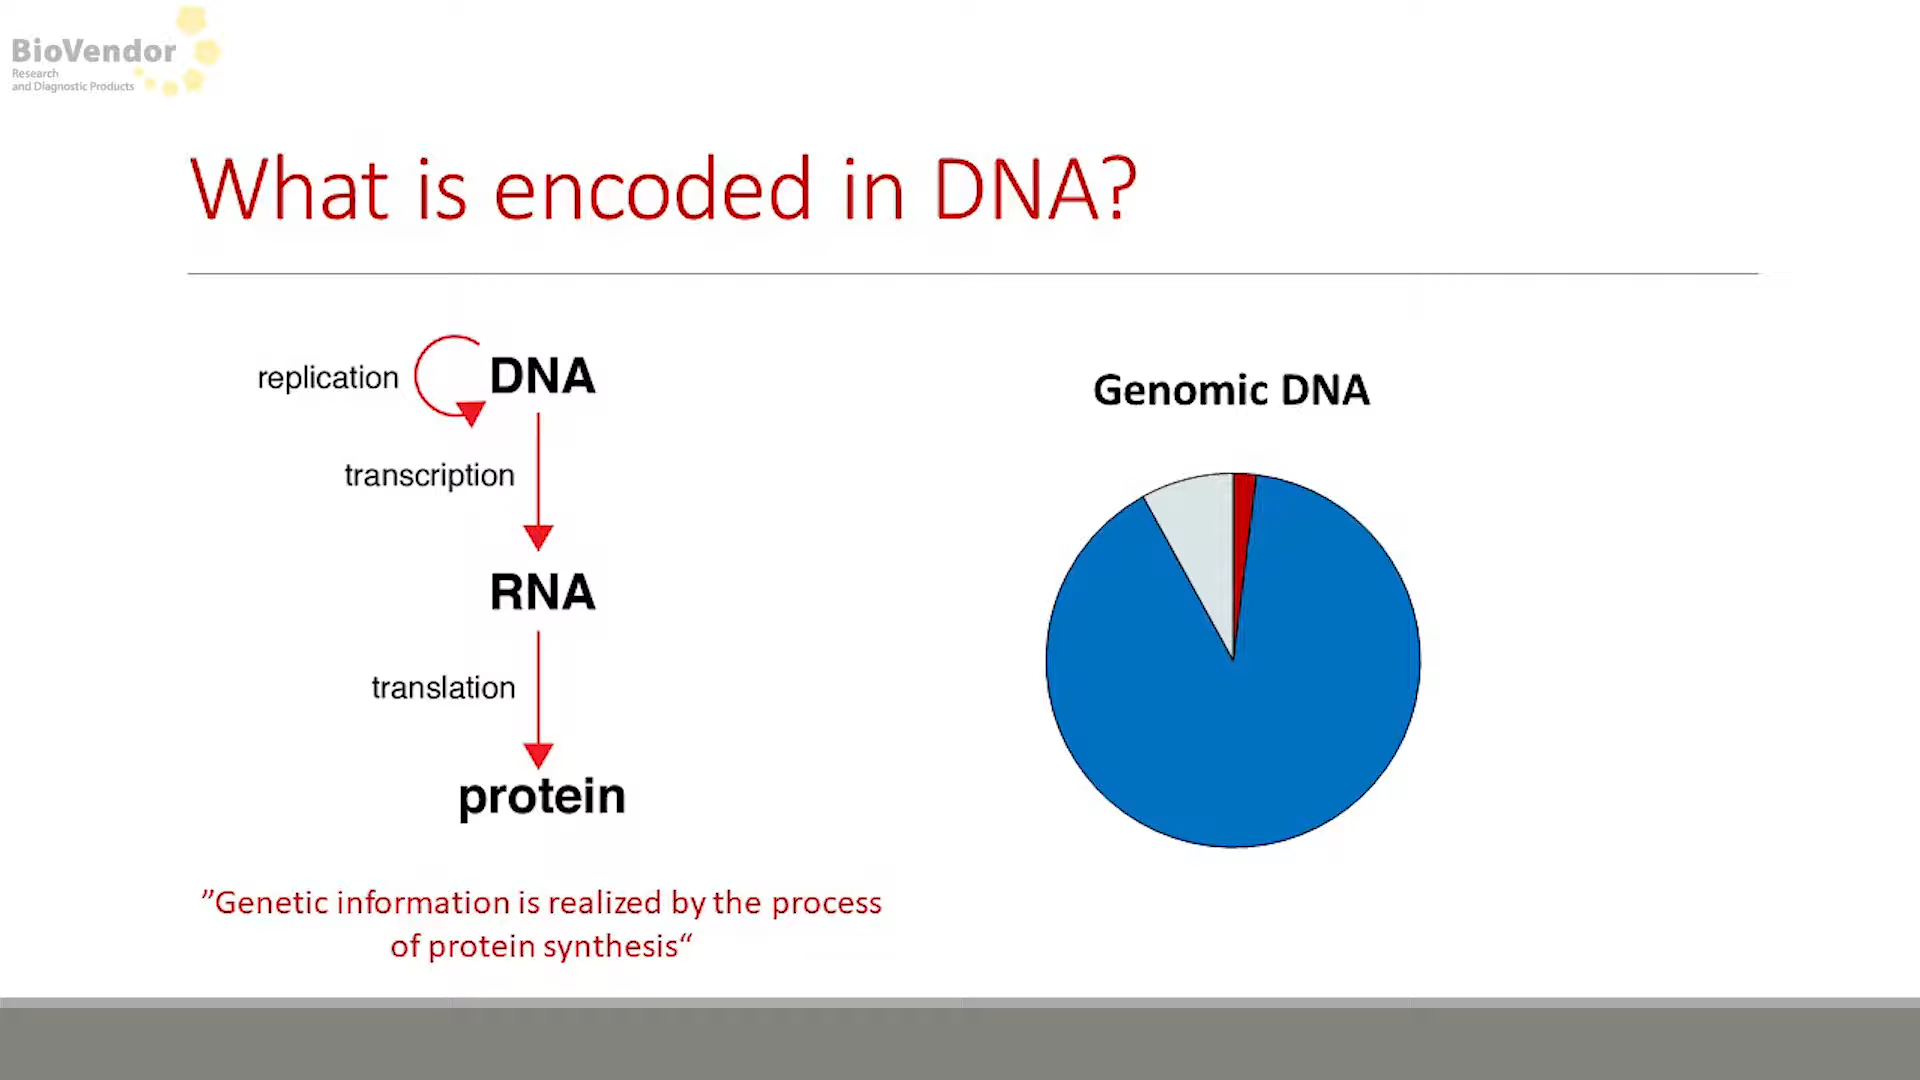 BioVendor
Research
and Diagnostic Products
What is encoded in DNA?
replication
DNA
transcription
RNA
translation
protein
”Genetic information is realized by the process
of protein synthesis“
Genomic DNA